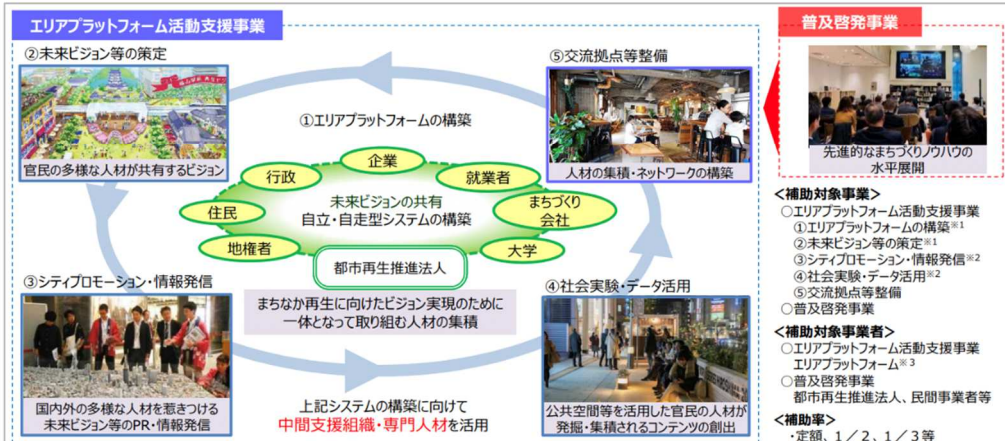 エリアプラットフォーム活動支援事業
②未来ビジョン等の策定
官民の多様な人材が共有するビジョン
⑤交流拠点等整備
人材の集積・ネットワークの構築
①エリアプラットフォームの構築
企業
行政
就業者
住民
まちづくり
会社
地権者
大学
未来ビジョンの共有
自立・自走型システムの構築
都市再生推進法人
まちなか再生に向けたビジョン実現のために
一体となって取り組む人材の集積
③シティプロモーション・情報発信
国内外の多様な人材を惹きつける
未来ビジョン等のPR・情報発信
④社会実験・データ活用
公共空間等を活用した官民の人材が
発掘・集積されるコンテンツの創出
上記システムの構築に向けて
中間支援組織・専門人材を活用
普及啓発事業
先進的なまちづくりノウハウの
水平展開
<補助対象事業>
○エリアプラットフォーム活動支援事業
①エリアプラットフォームの構築※1
②未来ビジョン等の策定※1
③シティプロモーション・情報発信※2
④社会実験・データ活用※2
⑤交流拠点等整備
○普及啓発事業
<補助対象事業者>
○エリアプラットフォーム活動支援事業
エリアプラットフォーム※3
○普及啓発事業
都市再生推進法人、民間事業者等
<補助率>
・定額、1/2、1/3等